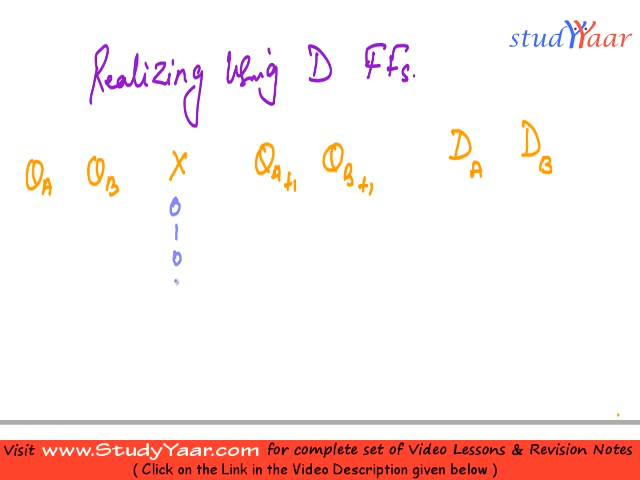 studYYaar
Realizing using D FFs.
QA QB X QA+1 QB+1 DA DB
0
1
0
Visit www.StudyYaar.com for complete set of Video Lessons & Revision Notes
( Click on the Link in the Video Description given below )